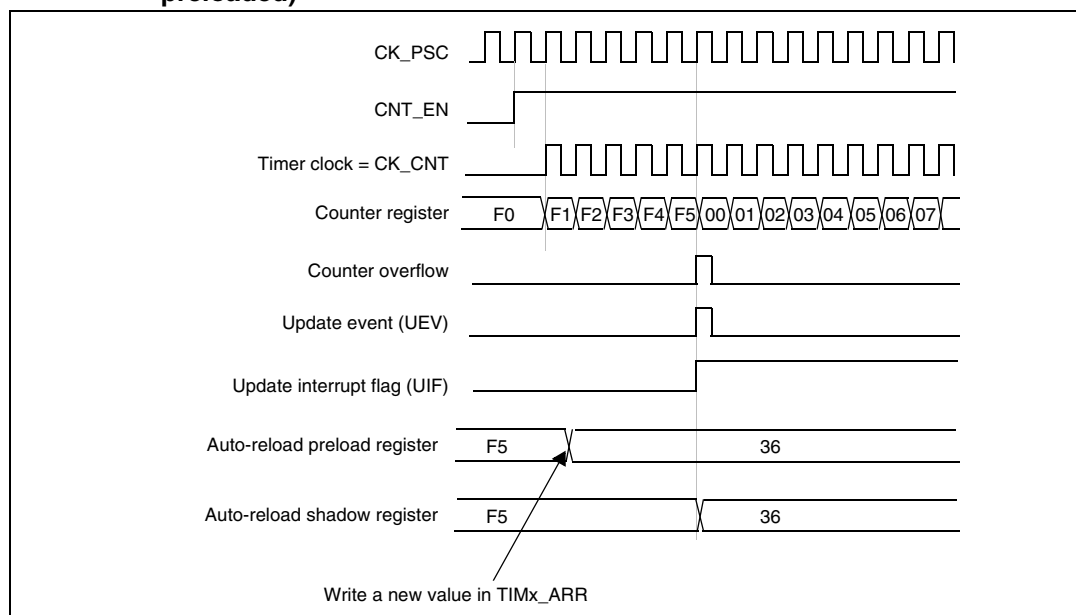 preloaded)
CK_PSC
CNT_EN
Timer clock = CK_CNT
Counter register F0 F1 F2 F3 F4 F5 00 01 02 03 04 05 06 07
Counter overflow
Update event (UEV)
Update interrupt flag (UIF)
Auto-reload preload register F5 36
Auto-reload shadow register F5 36
Write a new value in TIMx_ARR